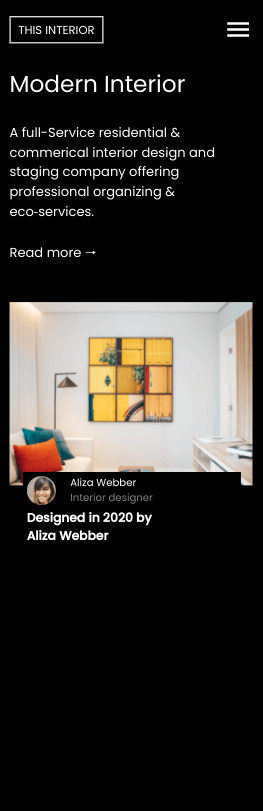 THIS INTERIOR
Modern Interior
A full-Service residential &
commerical interior design and
staging company offering
professional organizing &
eco-services.
Read more →
Aliza Webber
Interior designer
Designed in 2020 by
Aliza Webber